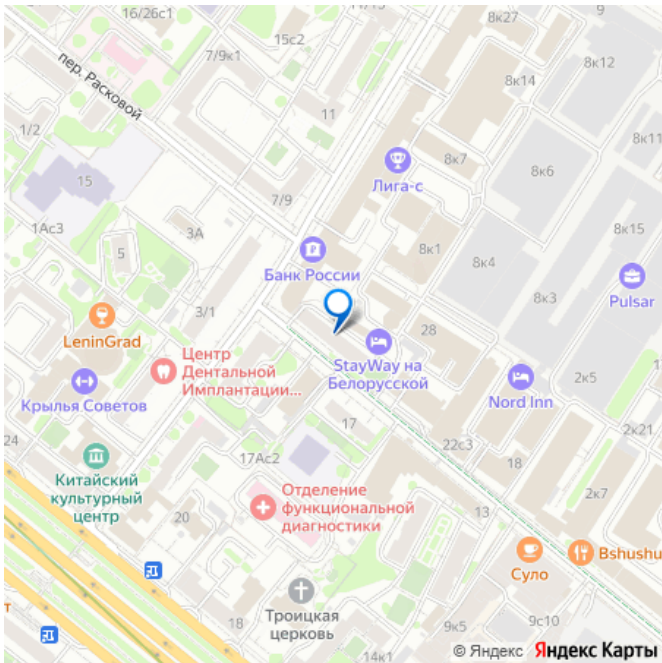 16/26с1
15с2
8к27
8к12
7/9к1
пер. Расковой
8к14
11
1/2
15
8к7
8к6
Лига-с
7/9
1Ас3
3А
8к15
5
8к1
8к4
Банк России
8к3
Pulsar
3/1
LeninGrad
28
StayWay на
Белорусской
Центр
Дентальной
Имплантации...
Крылья Советов
Nord Inn
2к5
17
24
22с3
2к21
17Ас2
18
Китайский
культурный
центр
Отделение
функциональной
диагностики
20
2к7
13
Суло
Bshushu
Троицкая
церковь
18
9к5
9с10
14к1
т
© Яндекс Яндекс Карты